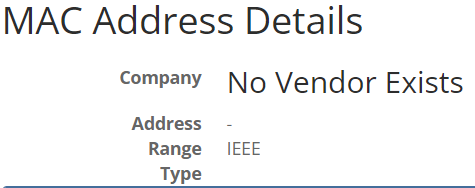 MAC Address Details
Company No Vendor Exists
Address -
Range IEEE
Type